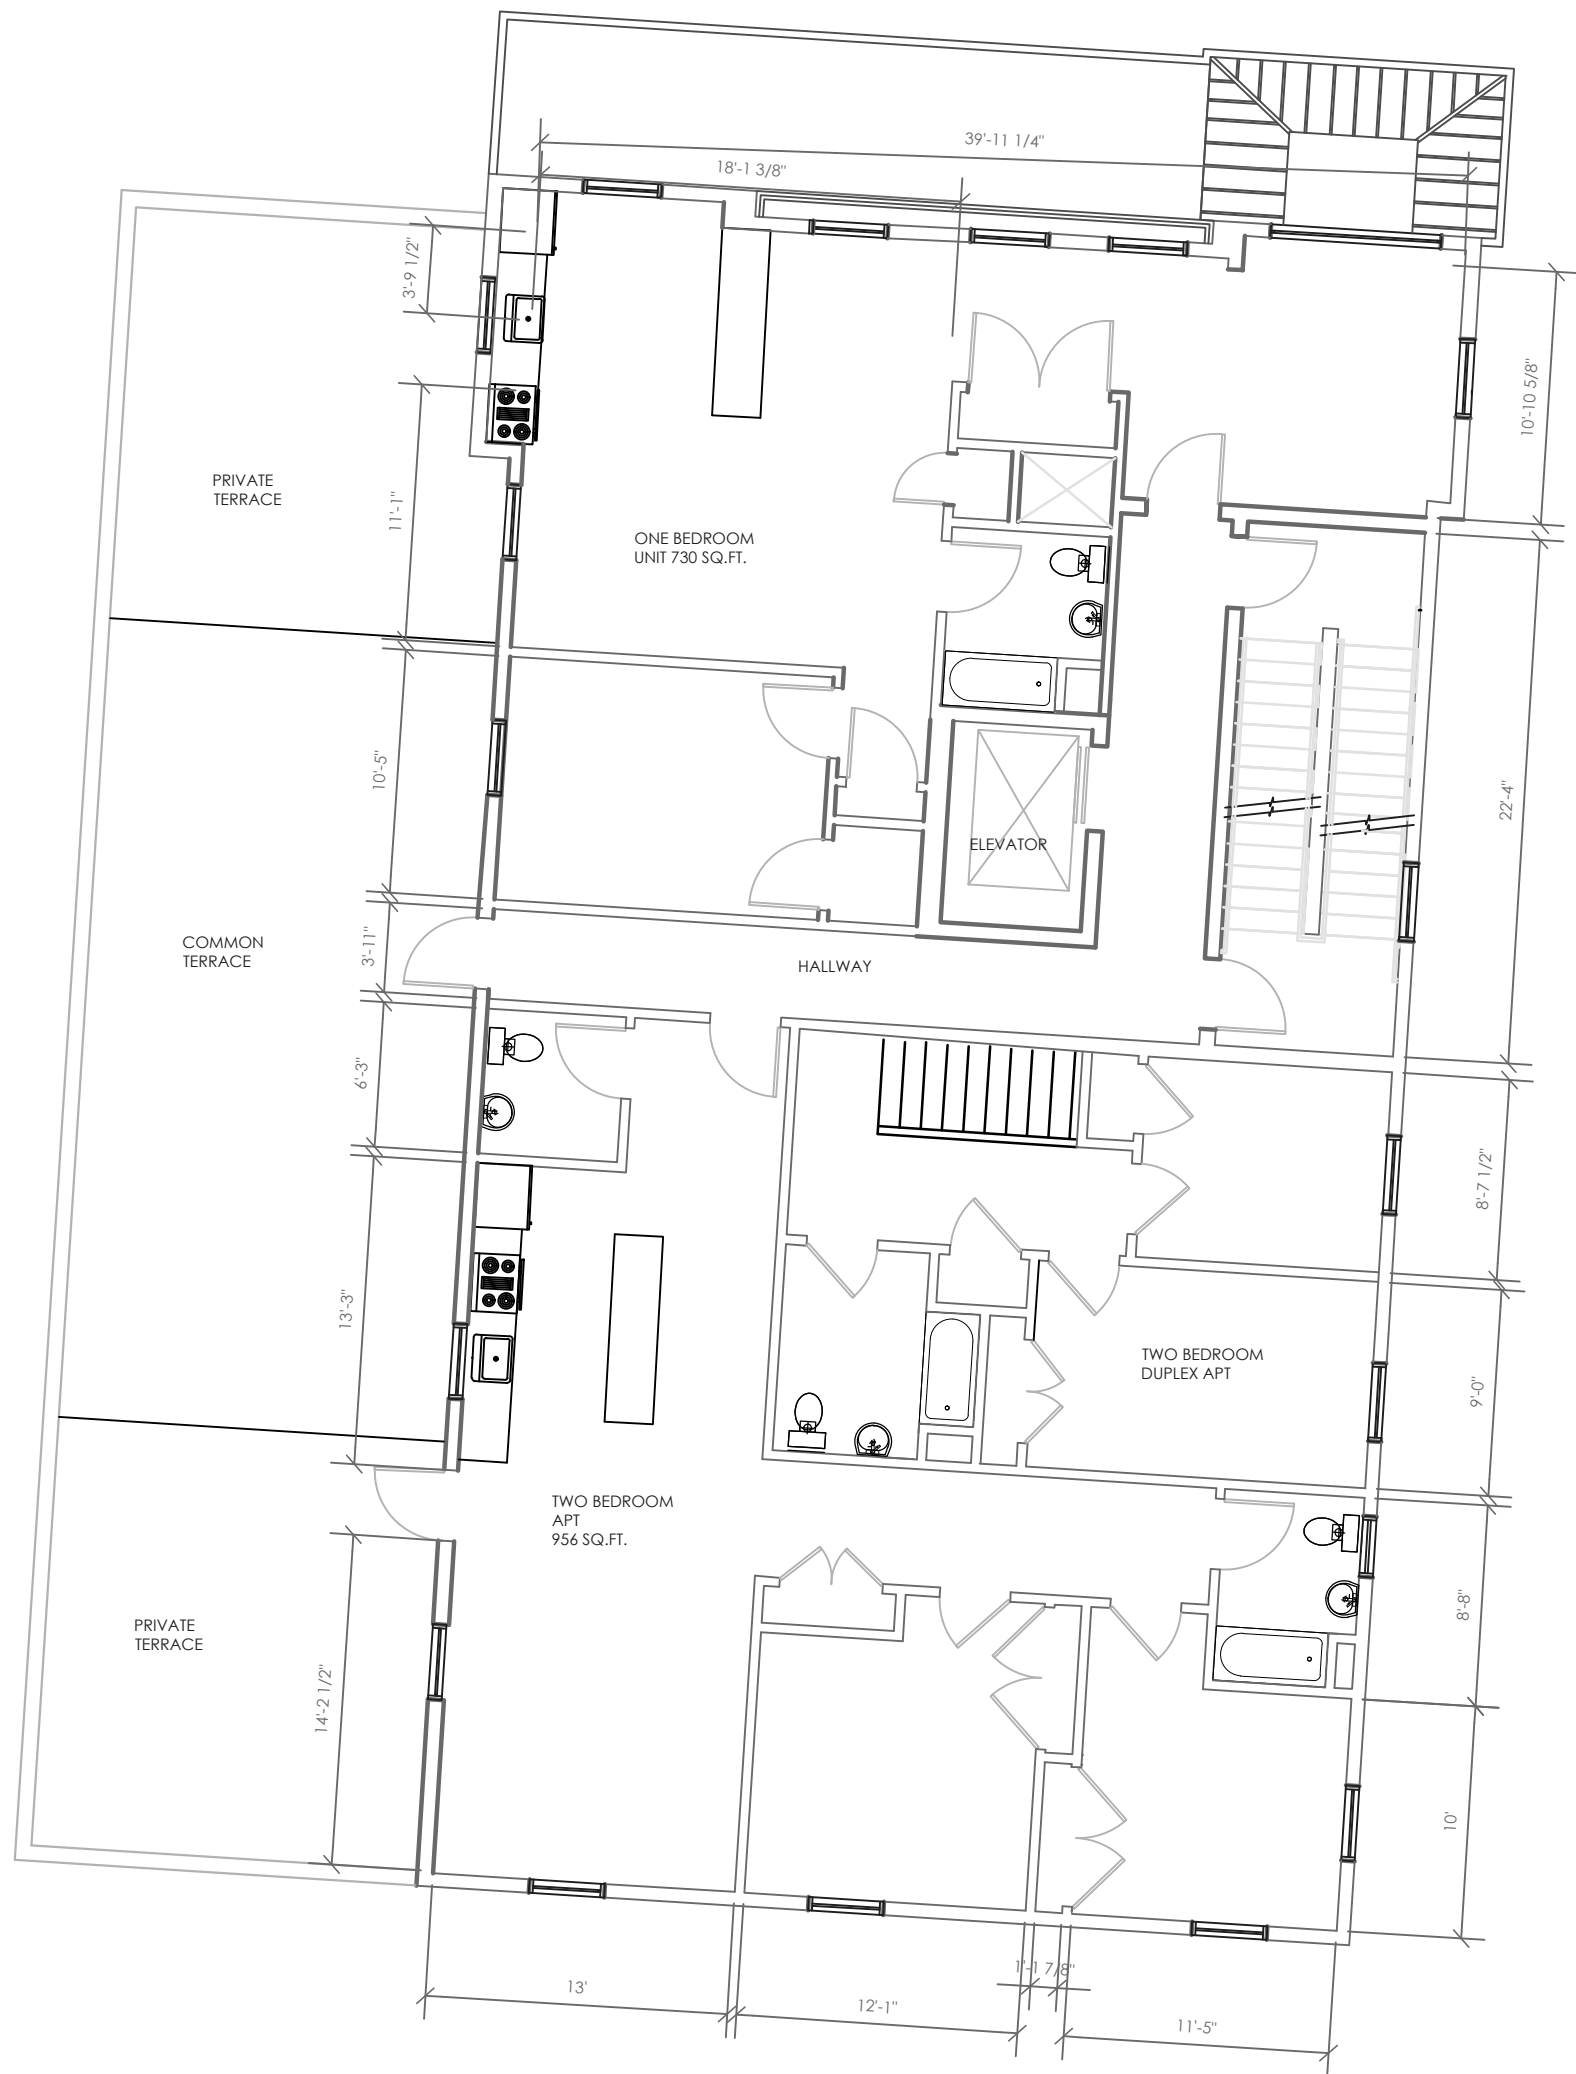 39'-11 1/4"
18'-1 3/8"
3'-9 1/2"
10'-10 5/8"
PRIVATE
TERRACE
11'-1"
ONE BEDROOM
UNIT 730 SQ.FT.
10'-5"
22'-4"
ELEVATOR
COMMON
TERRACE
3'-11"
HALLWAY
6'-3"
8'-7 1/2"
13'-3"
TWO BEDROOM
DUPLEX APT
9'-0"
TWO BEDROOM
APT
956 SQ.FT.
8'-8"
PRIVATE
TERRACE
14'-2 1/2"
10'
1'-1 7/8"
13'
12'-1"
11'-5"